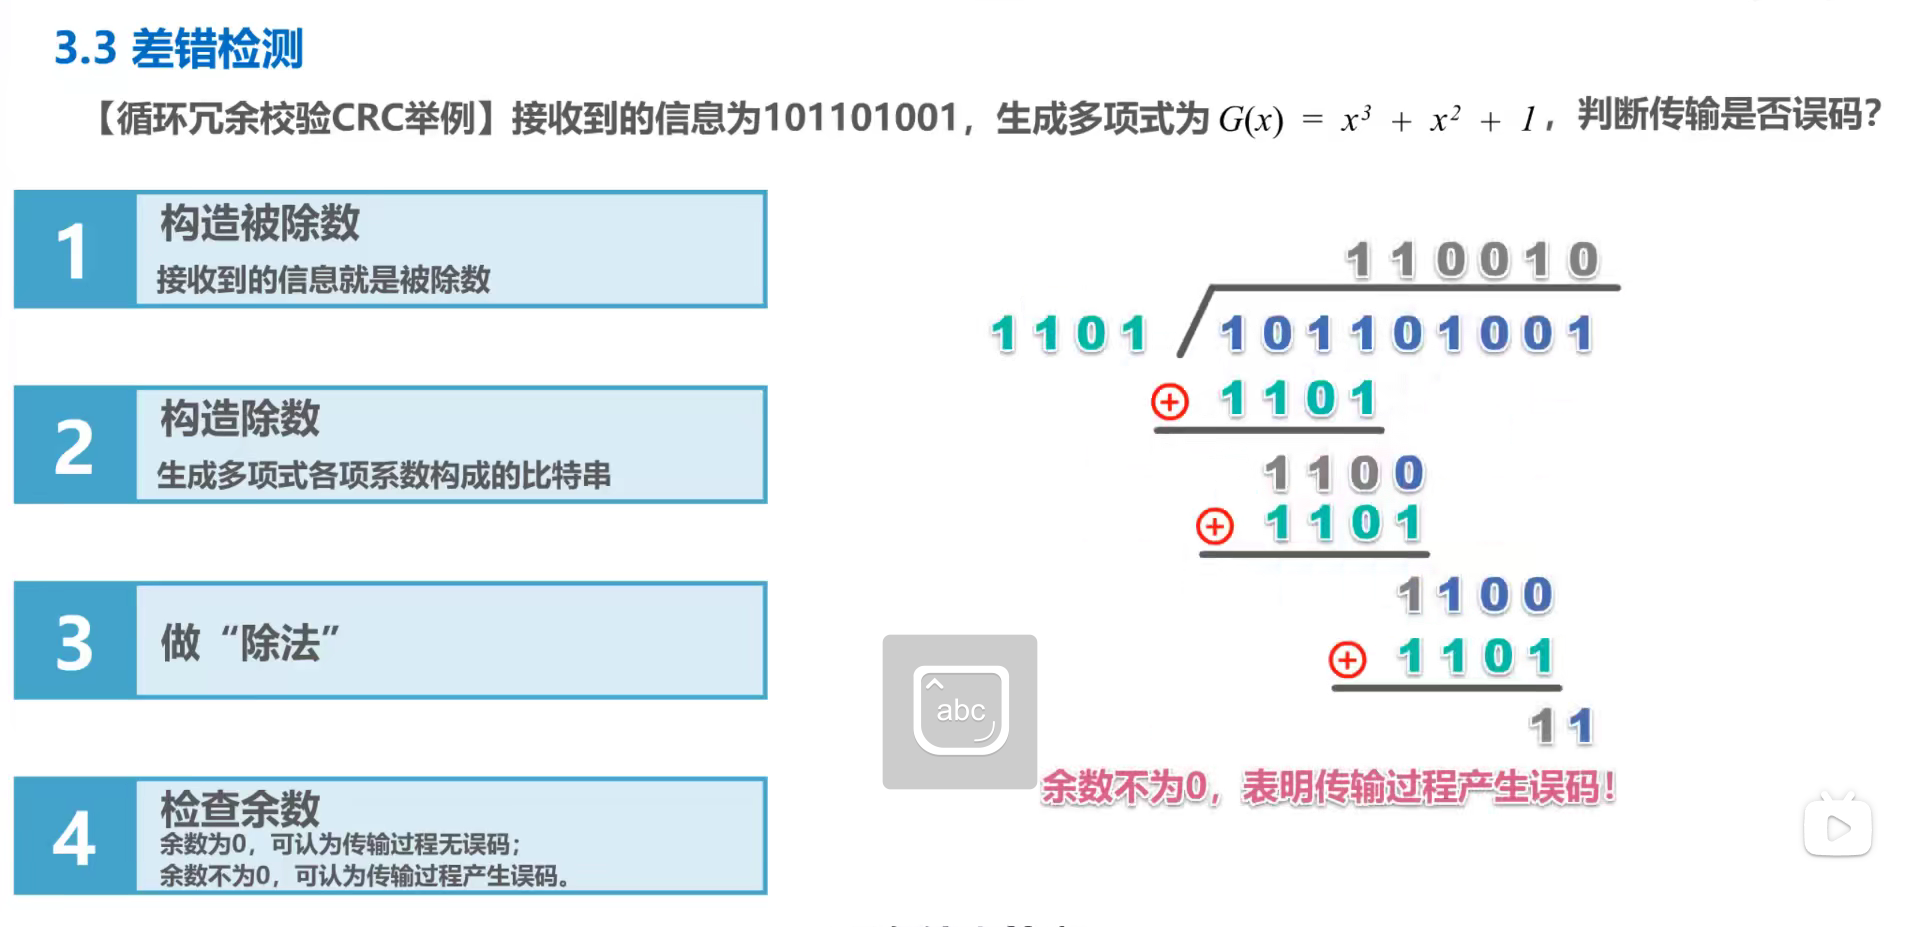 3.3 差错检测
【循环冗余校验CRC举例】接收到的信息为101101001，生成多项式为 G(x) = x³ + x² + 1，判断传输是否误码？
1
构造被除数
接收到的信息就是被除数
2
构造除数
生成多项式各项系数构成的比特串
3
做“除法”
4
检查余数
余数为0，可认为传输过程无误码；
余数不为0，可认为传输过程产生误码。
110010
1101 101101001
⊕ 1101
1100
⊕ 1101
1100
⊕ 1101
11
abc
余数不为0，表明传输过程产生误码！